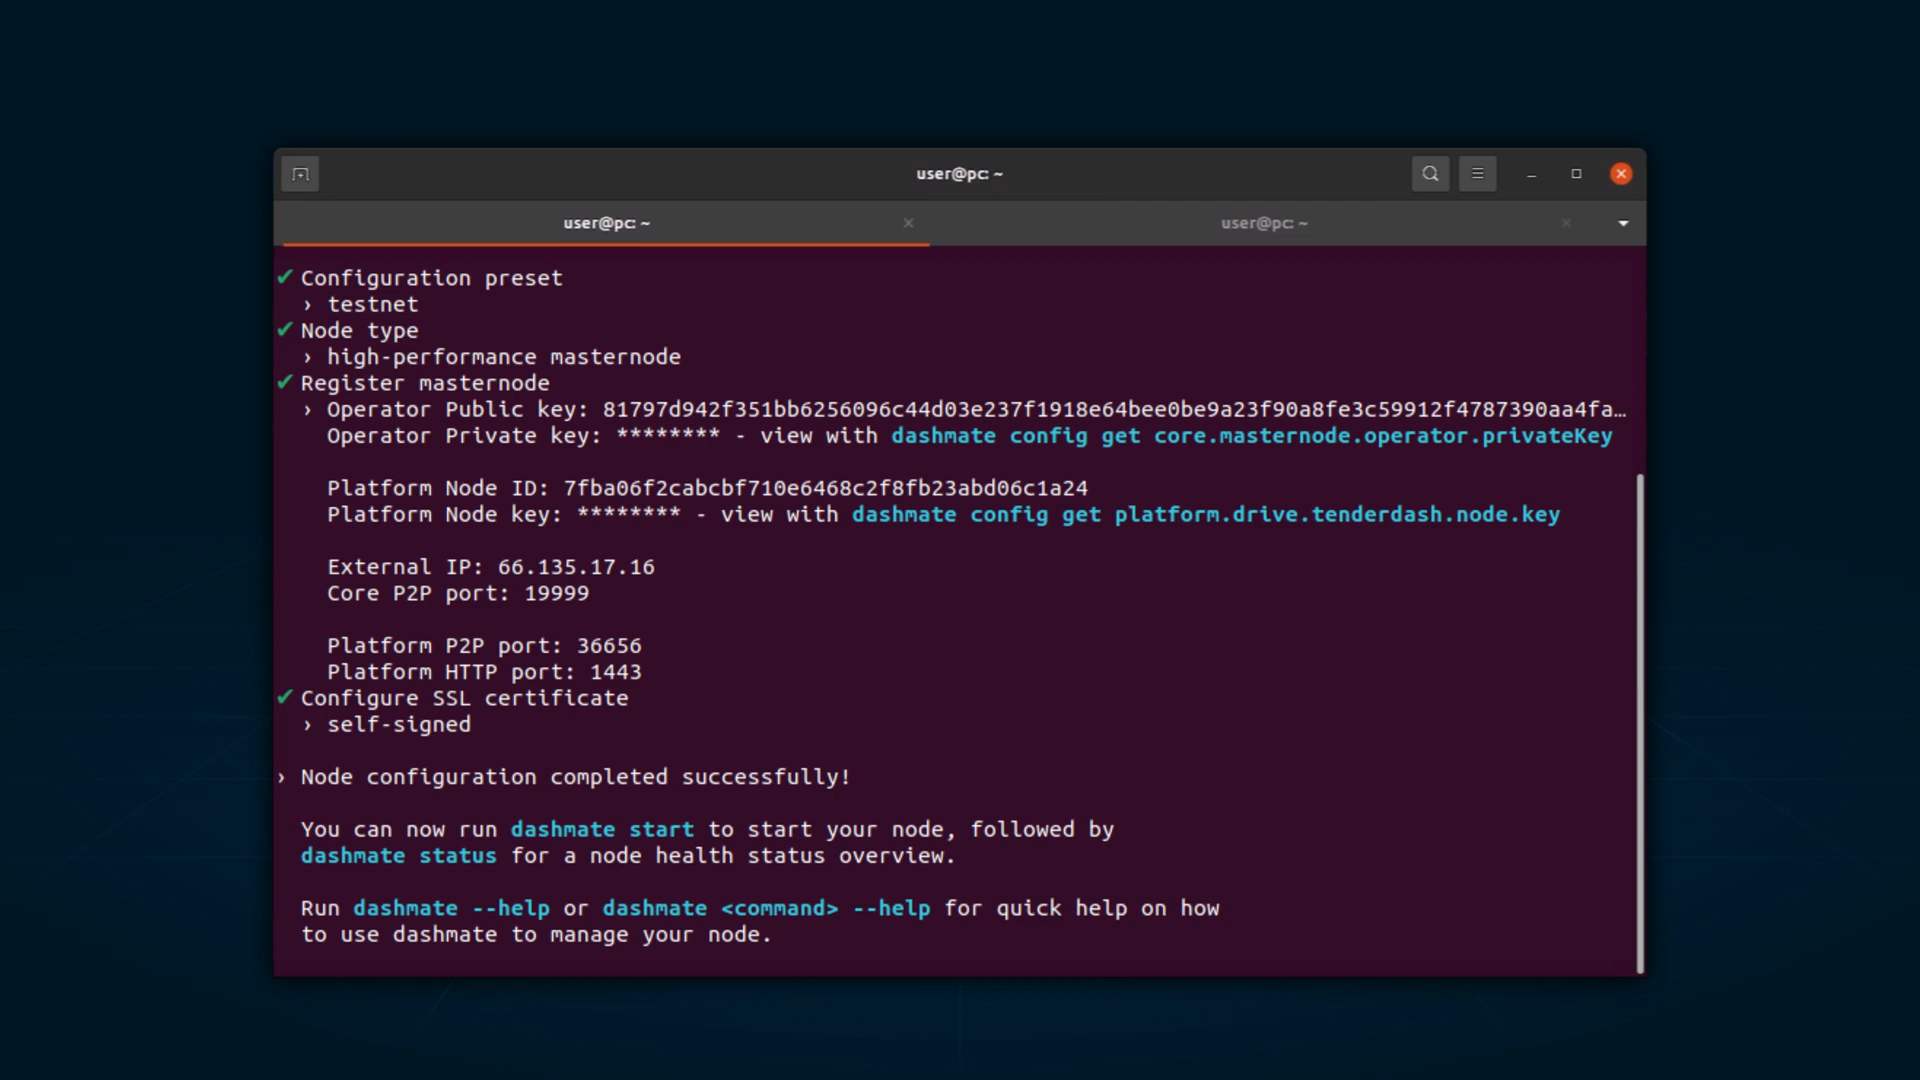 user@pc: ~
user@pc: ~
user@pc: ~
✔ Configuration preset
› testnet
✔ Node type
› high-performance masternode
✔ Register masternode
› Operator Public key: 81797d942f351bb6256096c44d03e237f1918e64bee0be9a23f90a8fe3c59912f4787390aa4fa…
Operator Private key: ******** - view with dashmate config get core.masternode.operator.privateKey
Platform Node ID: 7fba06f2cabcbf710e6468c2f8fb23abd06c1a24
Platform Node key: ******** - view with dashmate config get platform.drive.tenderdash.node.key
External IP: 66.135.17.16
Core P2P port: 19999
Platform P2P port: 36656
Platform HTTP port: 1443
✔ Configure SSL certificate
› self-signed
› Node configuration completed successfully!
You can now run dashmate start to start your node, followed by
dashmate status for a node health status overview.
Run dashmate --help or dashmate <command> --help for quick help on how
to use dashmate to manage your node.